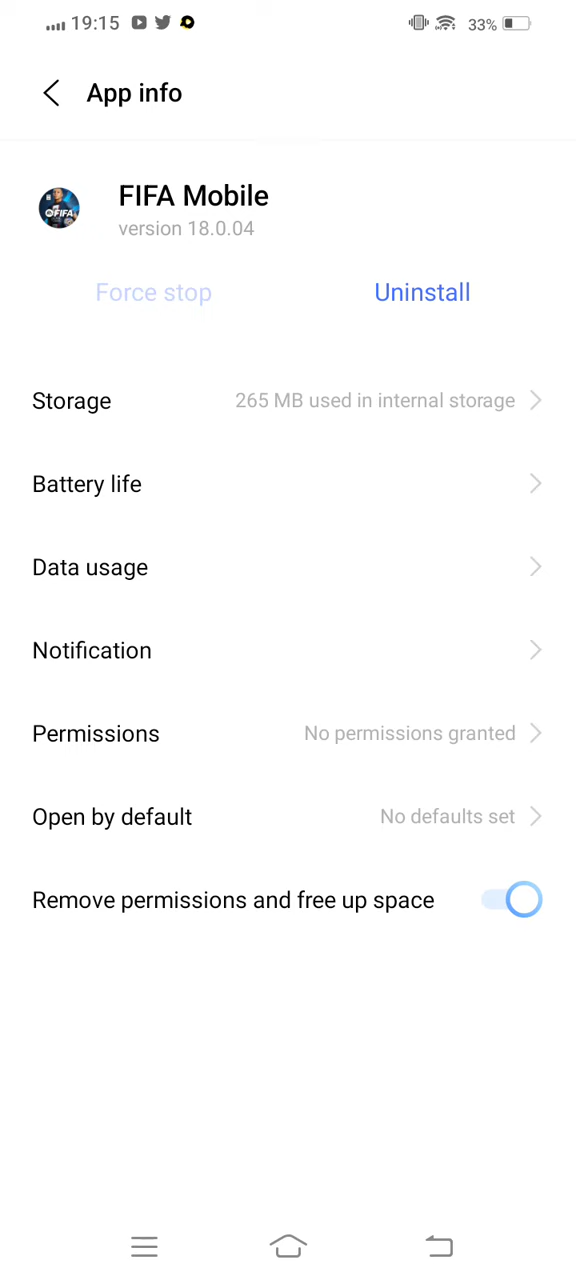 19:15 33%
App info
FIFA Mobile
version 18.0.04
FIFA
Force stop Uninstall
Storage 265 MB used in internal storage
Battery life
Data usage
Notification
Permissions No permissions granted
Open by default No defaults set
Remove permissions and free up space